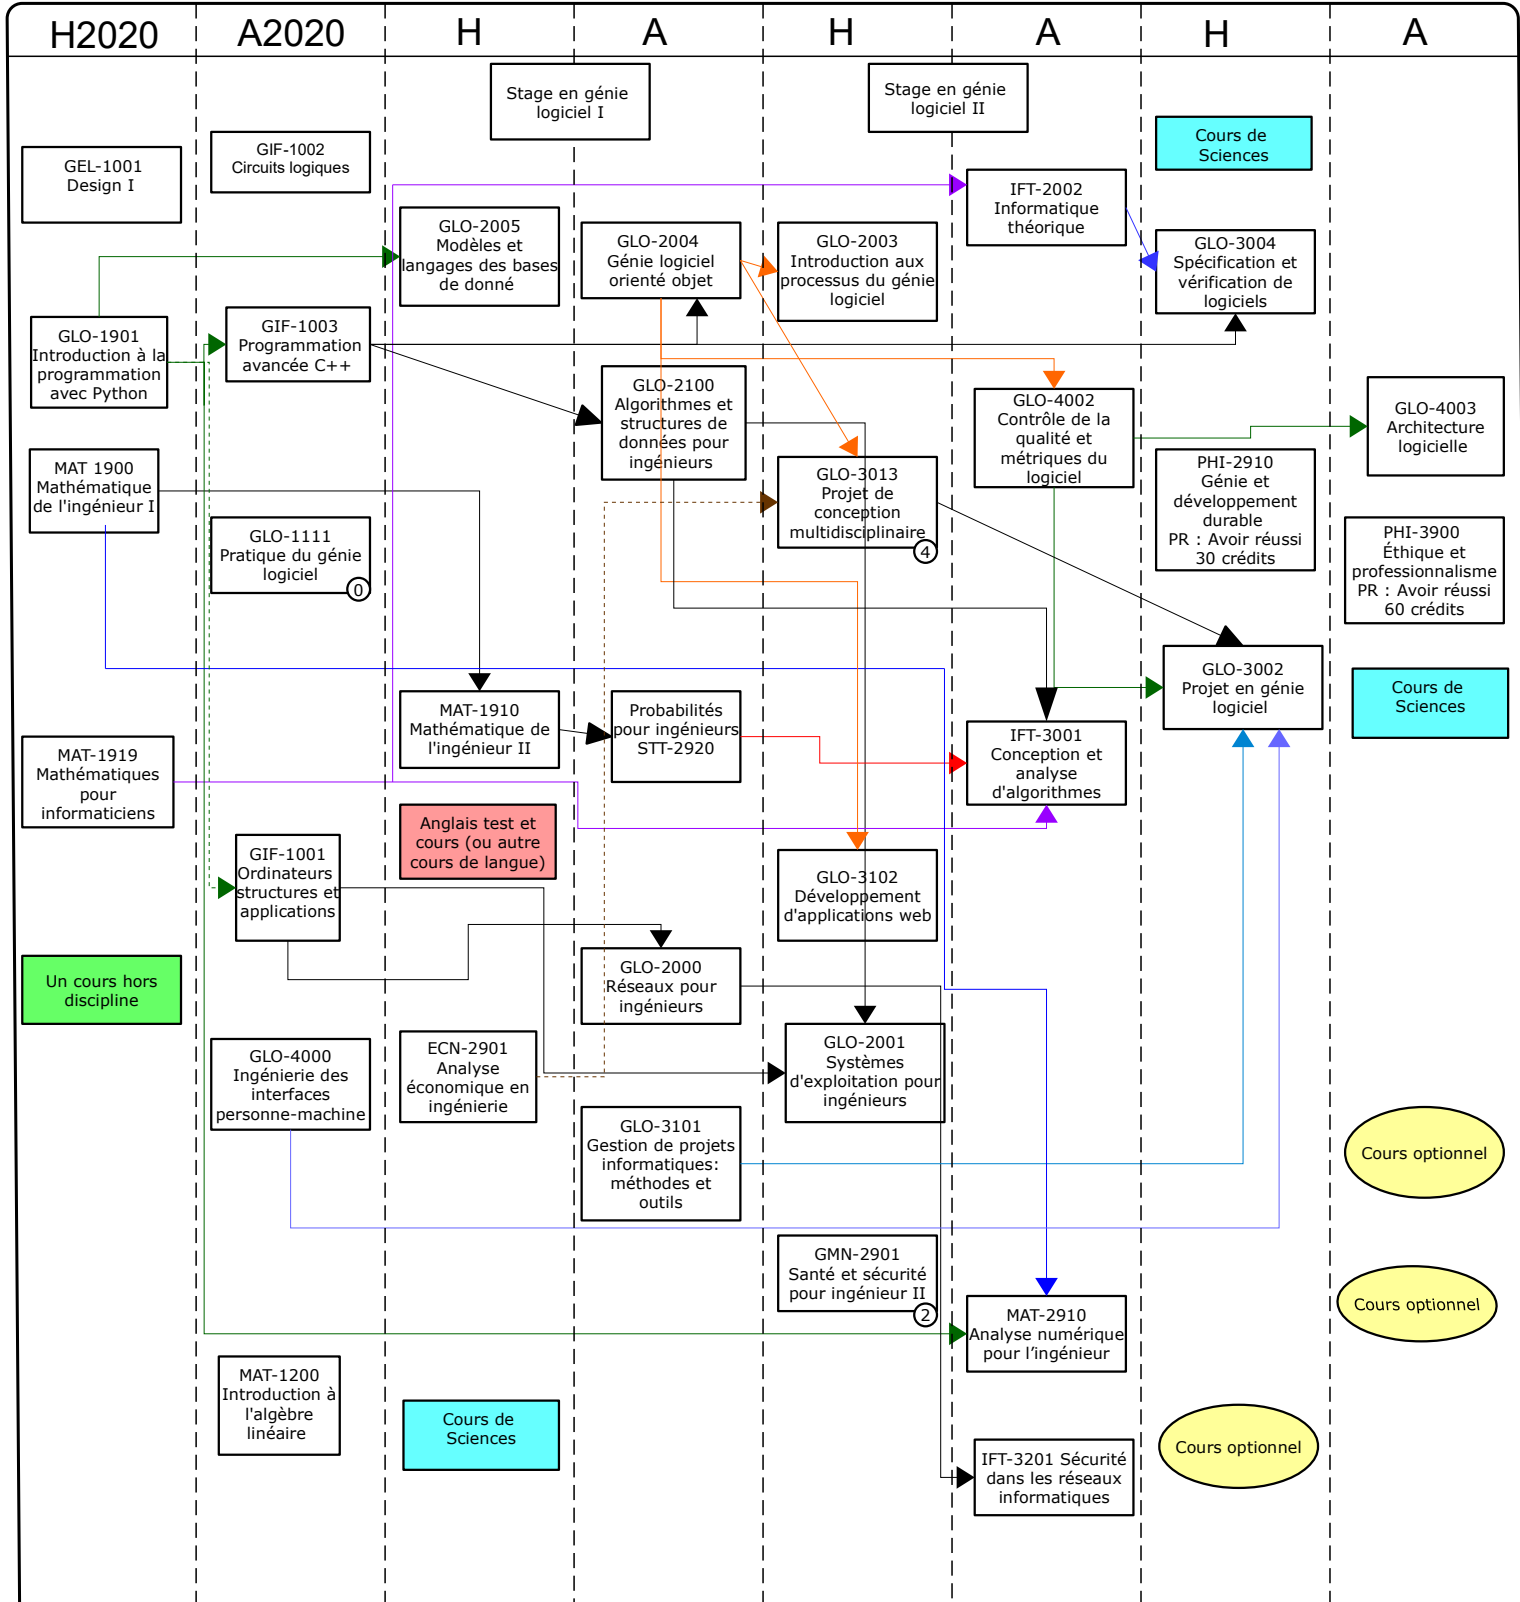 H2020
A2020
H
A
H
A
H
A
GEL-1001
Design I
GLO-1901
Introduction à la
programmation
avec Python
MAT 1900
Mathématique
de l'ingénieur I
MAT-1919
Mathématiques
pour
informaticiens
Un cours hors
discipline
GIF-1002
Circuits logiques
GIF-1003
Programmation
avancée C++
GLO-1111
Pratique du génie
logiciel
0
GIF-1001
Ordinateurs
structures et
applications
GLO-4000
Ingénierie des
interfaces
personne-machine
MAT-1200
Introduction à
l'algèbre
linéaire
Stage en génie
logiciel I
GLO-2005
Modèles et
langages des bases
de donné
MAT-1910
Mathématique de
l'ingénieur II
Anglais test et
cours (ou autre
cours de langue)
ECN-2901
Analyse
économique en
ingénierie
Cours de
Sciences
GLO-2004
Génie logiciel
orienté objet
GLO-2100
Algorithmes et
structures de
données pour
ingénieurs
Probabilités
pour ingénieurs
STT-2920
GLO-2000
Réseaux pour
ingénieurs
GLO-3101
Gestion de projets
informatiques:
méthodes et
outils
Stage en génie
logiciel II
GLO-2003
Introduction aux
processus du génie
logiciel
GLO-3013
Projet de
conception
multidisciplinaire
4
GLO-3102
Développement
d'applications web
GLO-2001
Systèmes
d'exploitation pour
ingénieurs
GMN-2901
Santé et sécurité
pour ingénieur II
2
IFT-2002
Informatique
théorique
GLO-4002
Contrôle de la
qualité et
métriques du
logiciel
IFT-3001
Conception et
analyse
d'algorithmes
MAT-2910
Analyse numérique
pour l’ingénieur
IFT-3201 Sécurité
dans les réseaux
informatiques
Cours de
Sciences
GLO-3004
Spécification et
vérification de
logiciels
PHI-2910
Génie et
développement
durable
PR : Avoir réussi
30 crédits
GLO-3002
Projet en génie
logiciel
Cours optionnel
GLO-4003
Architecture
logicielle
PHI-3900
Éthique et
professionnalisme
PR : Avoir réussi
60 crédits
Cours de
Sciences
Cours optionnel
Cours optionnel